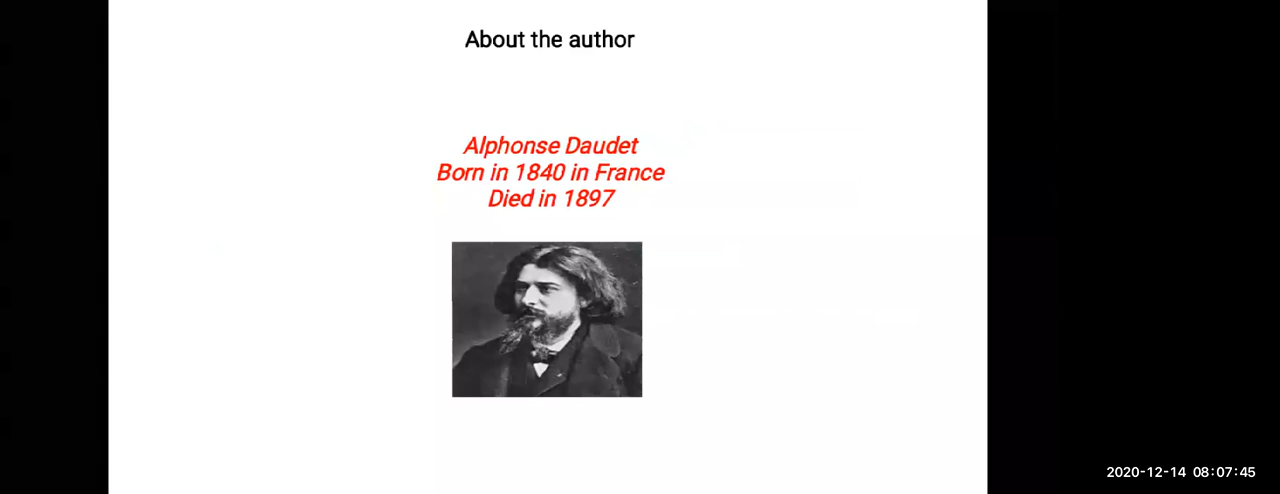 About the author
Alphonse Daudet
Born in 1840 in France
Died in 1897
2020-12-14 08:07:45